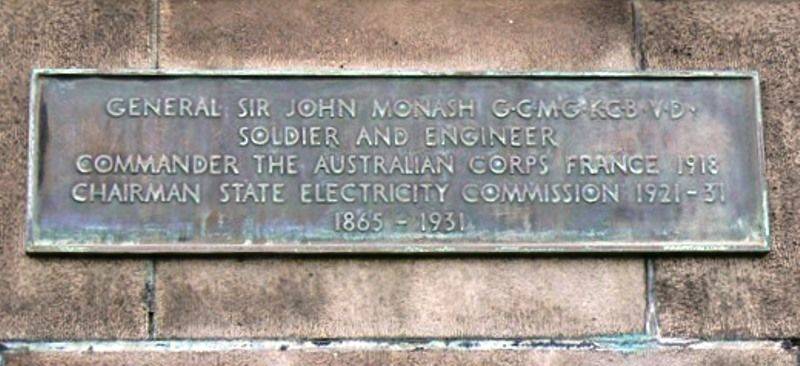 GENERAL SIR JOHN MONASH G·C·M·G·K·C·B·V·D·
SOLDIER AND ENGINEER
COMMANDER THE AUSTRALIAN CORPS FRANCE 1918
CHAIRMAN STATE ELECTRICITY COMMISSION 1921-31
1865 - 1931